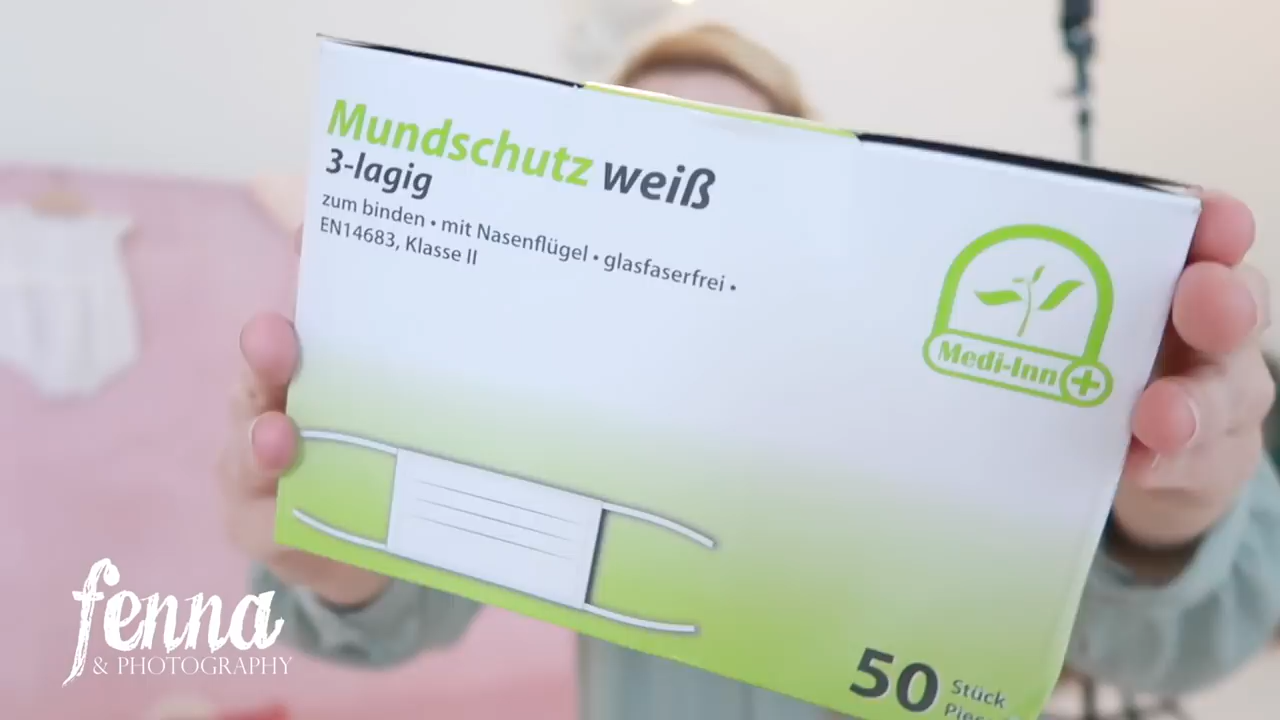 Mundschutz weiß
3-lagig
zum binden • mit Nasenflügel • glasfaserfrei •
EN14683, Klasse II
Medi-Inn
50 Stück
fenna
& PHOTOGRAPHY